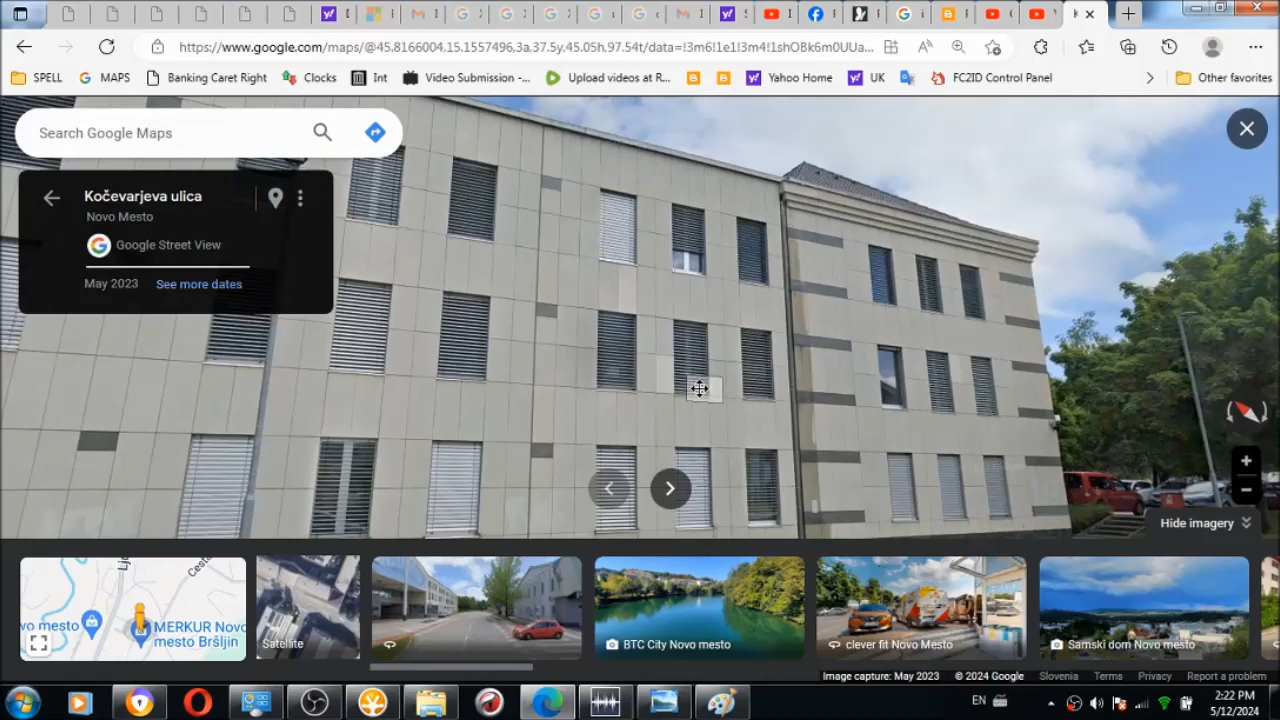 https://www.google.com/maps/@45.8166004,15.1557496,3a,37.5y,45.05h,97.54t/data=!3m6!1e1!3m4!1shOBk6m0UUa...
SPELL
MAPS
Banking Caret Right
Clocks
Int
Video Submission -...
Upload videos at R...
Yahoo Home
UK
FC2ID Control Panel
Other favorites
Search Google Maps
Kočevarjeva ulica
Novo Mesto
Google Street View
May 2023
See more dates
Hide imagery
vo mesto
MERKUR Novo
mesto Bršljin
Satellite
BTC City Novo mesto
clever fit Novo Mesto
Samski dom Novo mesto
Image capture: May 2023
© 2024 Google
Slovenia
Terms
Privacy
Report a problem
EN
2:22 PM
5/12/2024